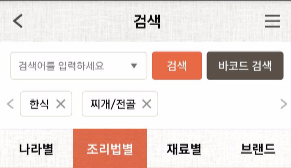 검색
검색어를 입력하세요 검색 바코드 검색
한식 찌개/전골
나라별 조리법별 재료별 브랜드